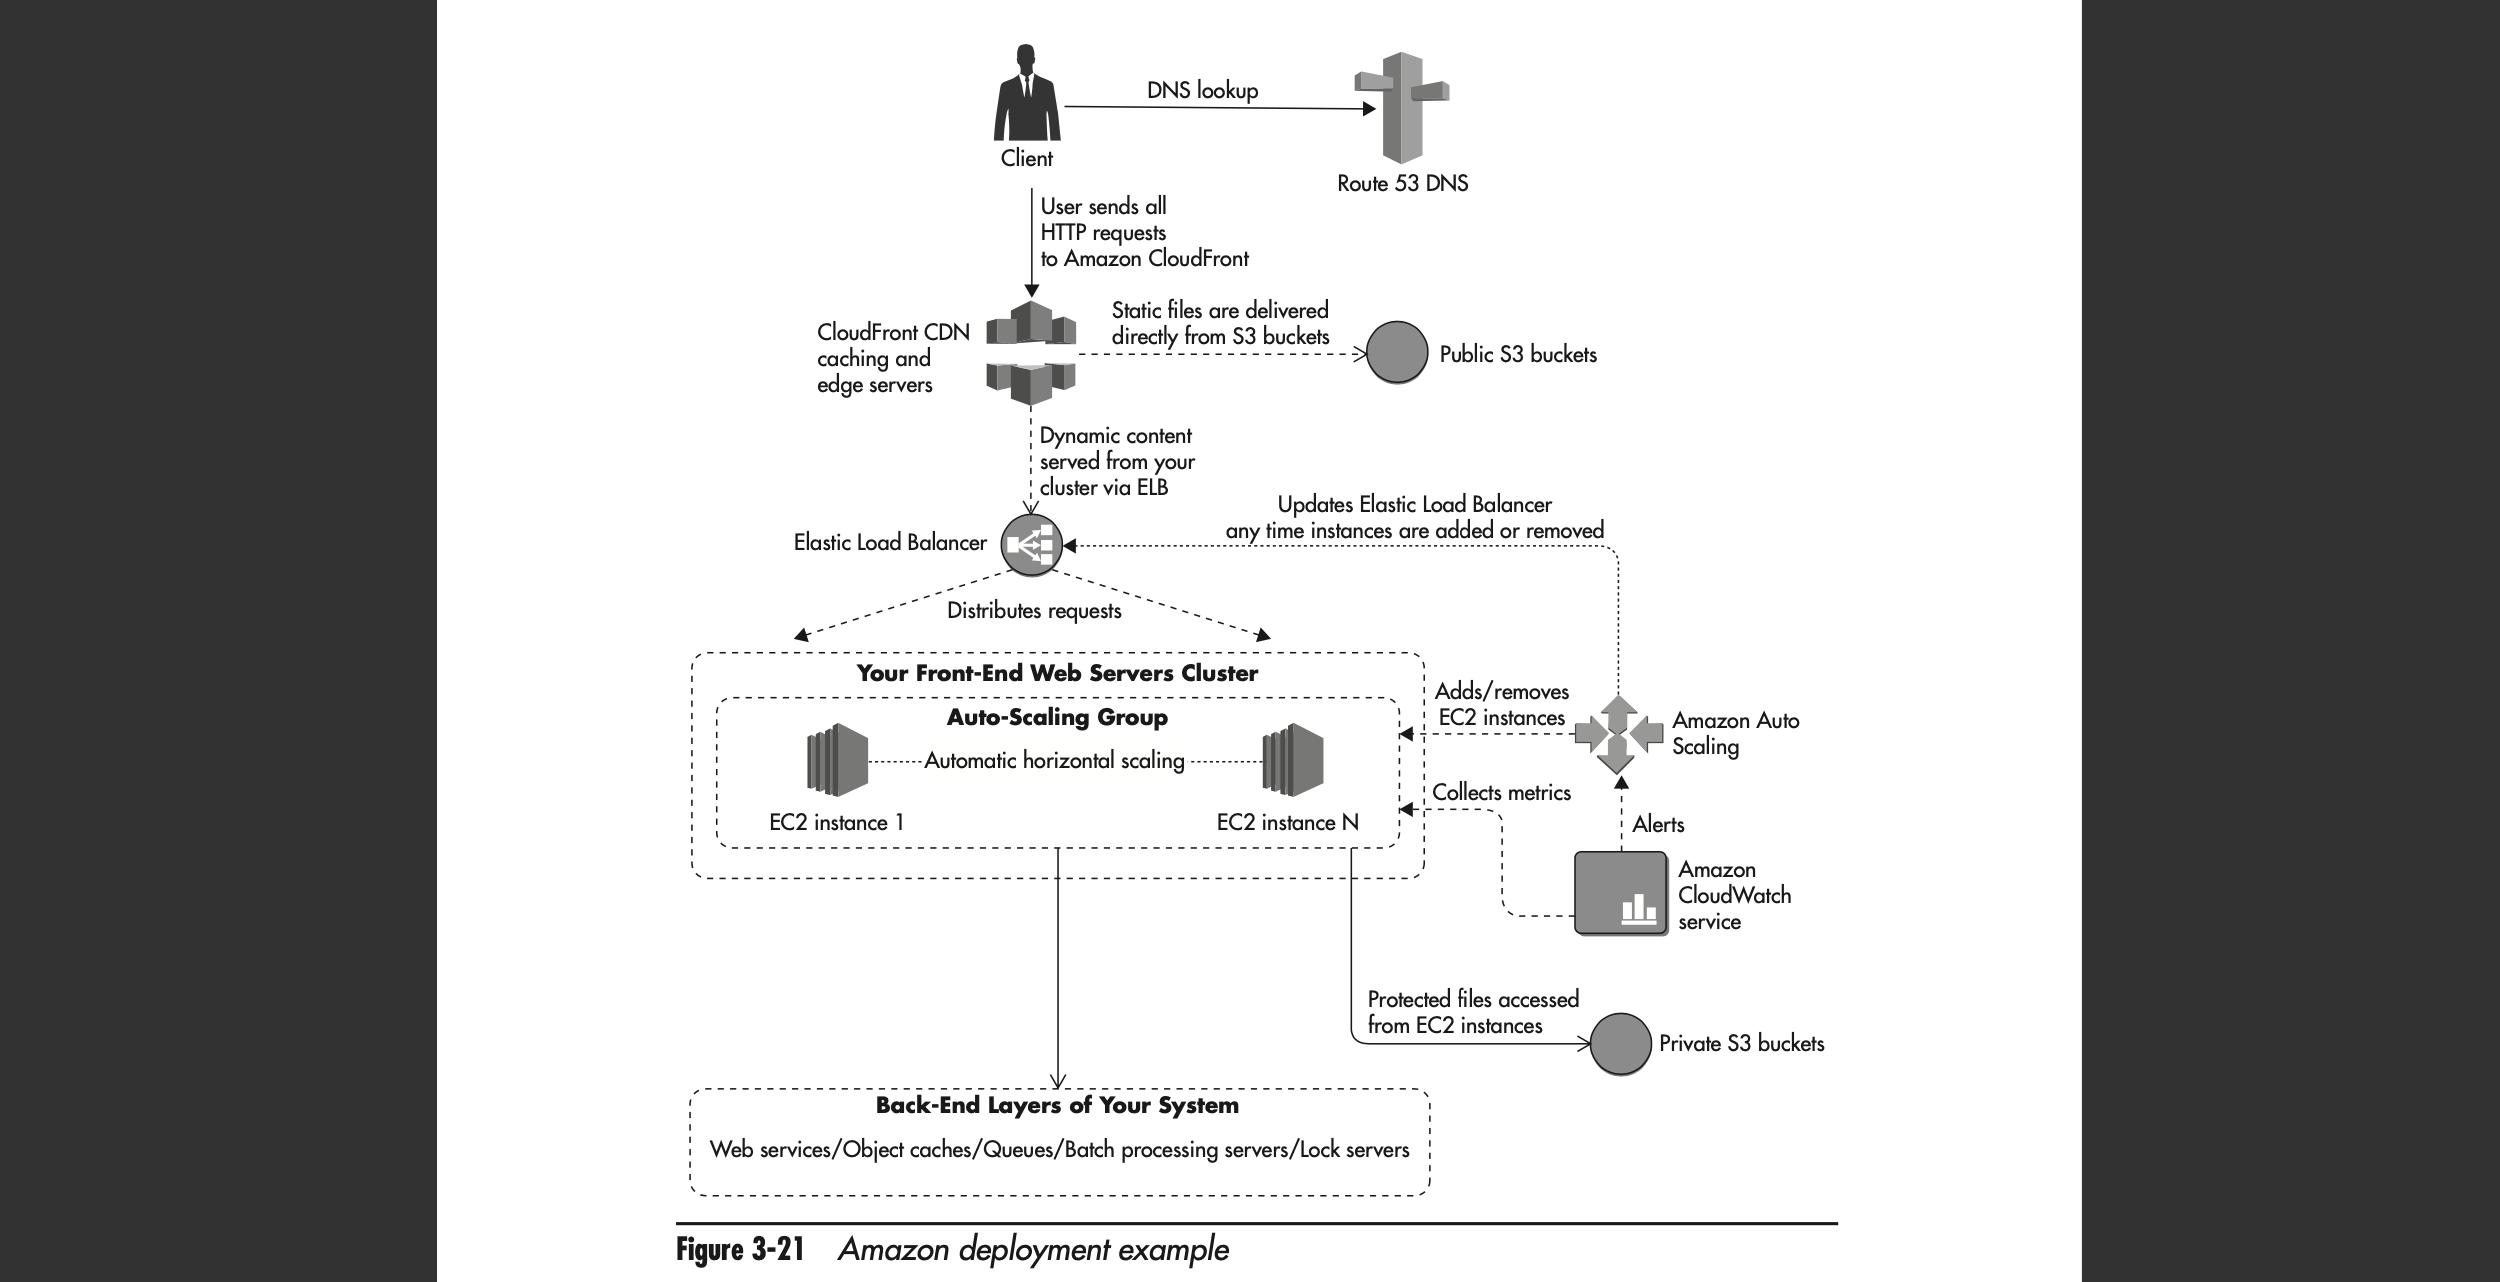 DNS lookup
Client
Route 53 DNS
User sends all
HTTP requests
to Amazon CloudFront
CloudFront CDN
caching and
edge servers
Static files are delivered
directly from S3 buckets
Public S3 buckets
Dynamic content
served from your
cluster via ELB
Elastic Load Balancer
Updates Elastic Load Balancer
any time instances are added or removed
Distributes requests
Your Front-End Web Servers Cluster
Auto-Scaling Group
Automatic horizontal scaling
EC2 instance 1
EC2 instance N
Adds/removes
EC2 instances
Amazon Auto
Scaling
Collects metrics
Alerts
Amazon
CloudWatch
service
Protected files accessed
from EC2 instances
Private S3 buckets
Back-End Layers of Your System
Web services/Object caches/Queues/Batch processing servers/Lock servers
Figure 3-21 Amazon deployment example